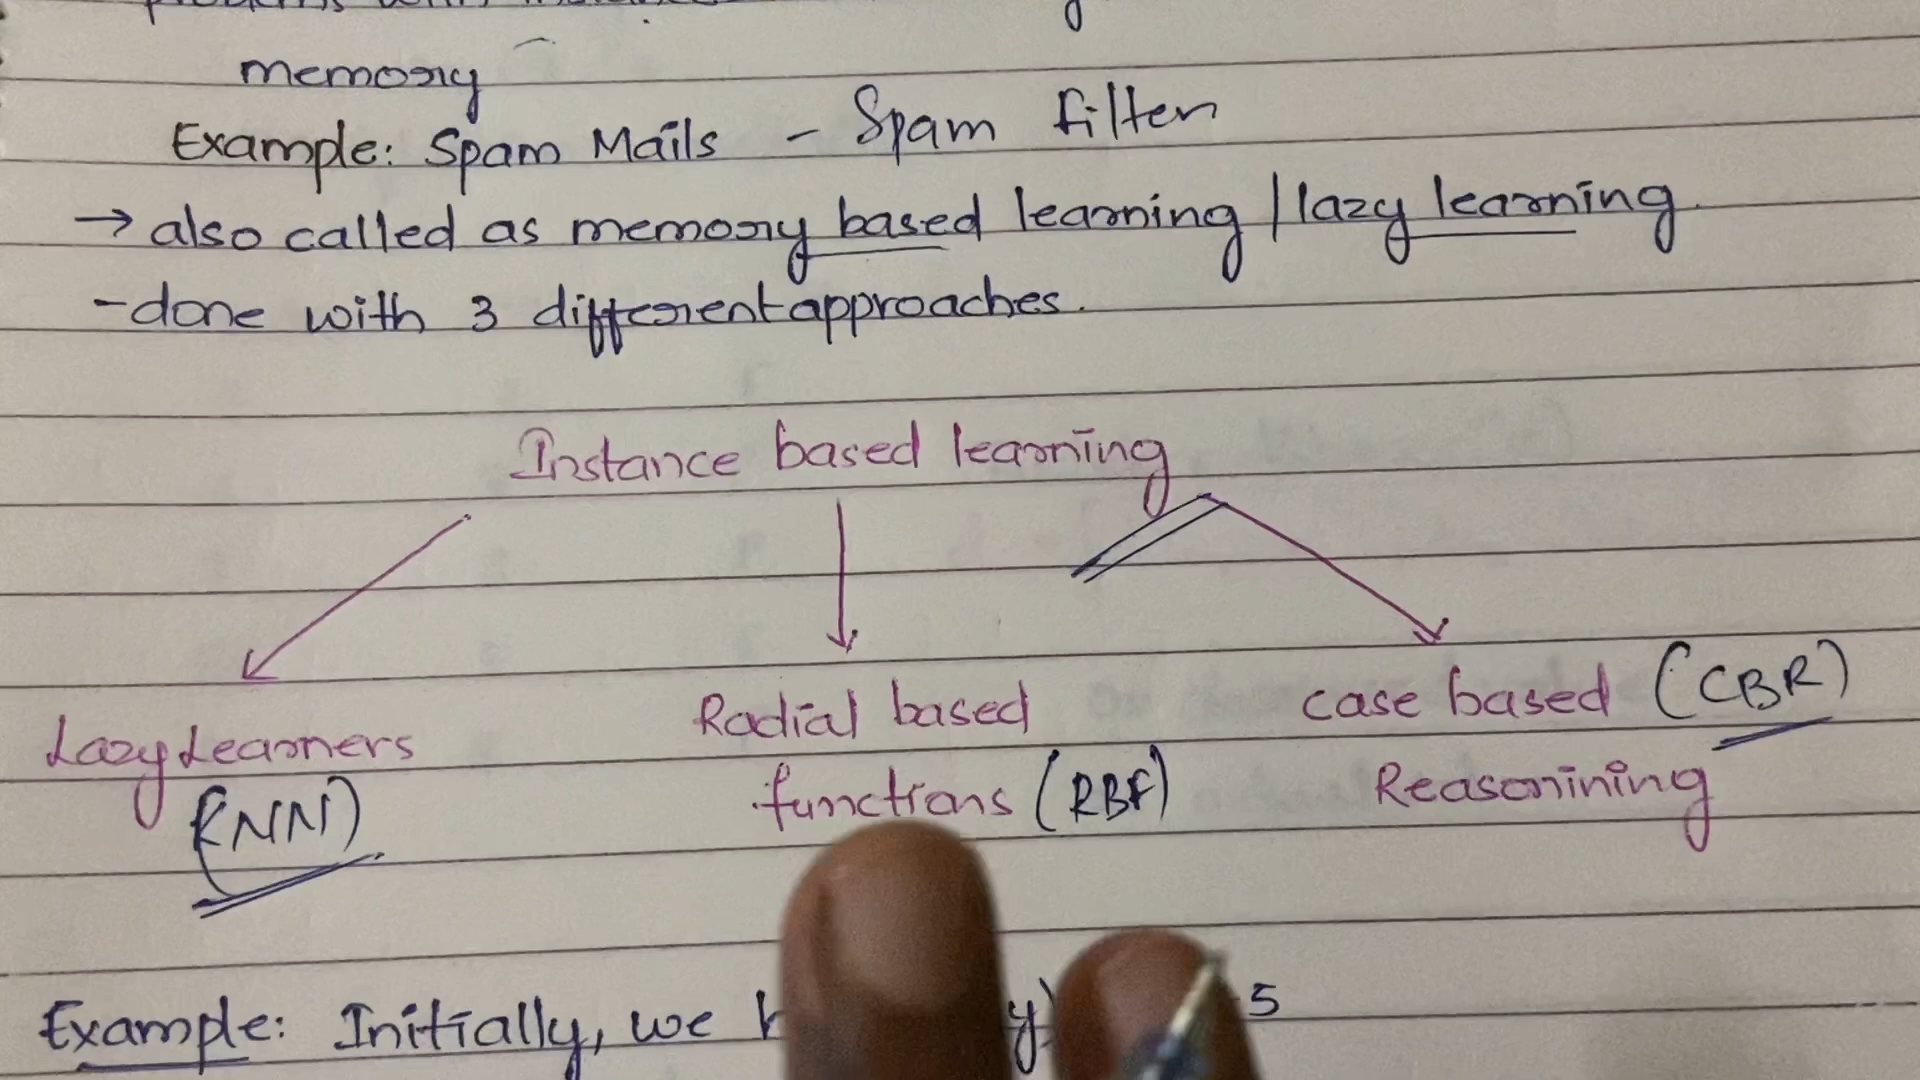 memory
Example: Spam Mails - Spam filter
→ also called as memory based learning / lazy learning.
- done with 3 different approaches.
Instance based learning
Lazy Learners Radial based case based (CBR)
(KNN) functions (RBF) Reasonining
Example: Initially, we